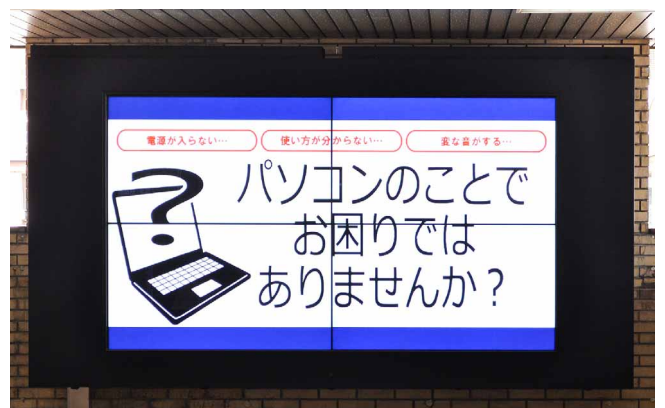 電源が入らない…
使い方が分からない…
変な音がする…
パソコンのことで
お困りでは
ありませんか？